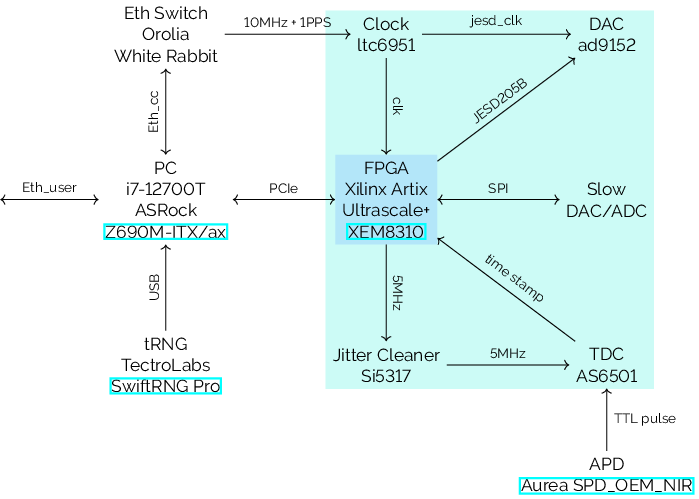 Eth Switch
Orolia
White Rabbit
10MHz + 1PPS
Clock
ltc6951
jesd_clk
DAC
ad9152
Eth_cc
clk
JESD205B
Eth_user
PC
i7-12700T
ASRock
Z690M-ITX/ax
PCIe
FPGA
Xilinx Artix
Ultrascale+
XEM8310
SPI
Slow
DAC/ADC
USB
5MHz
time stamp
tRNG
TectroLabs
SwiftRNG Pro
Jitter Cleaner
Si5317
5MHz
TDC
AS6501
TTL pulse
APD
Aurea SPD_OEM_NIR